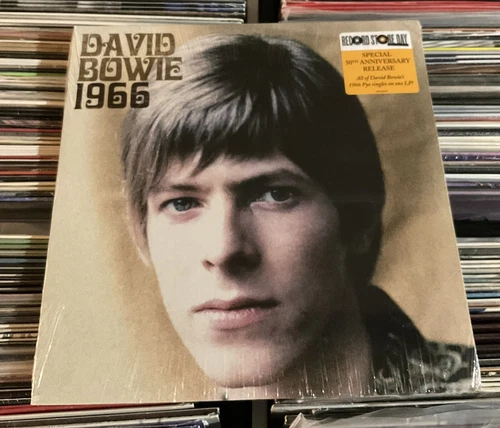 DAVID
BOWIE
1966
RECORD STORE DAY
SPECIAL
50TH ANNIVERSARY
RELEASE
All of David Bowie's
1966 Pye singles on one LP!